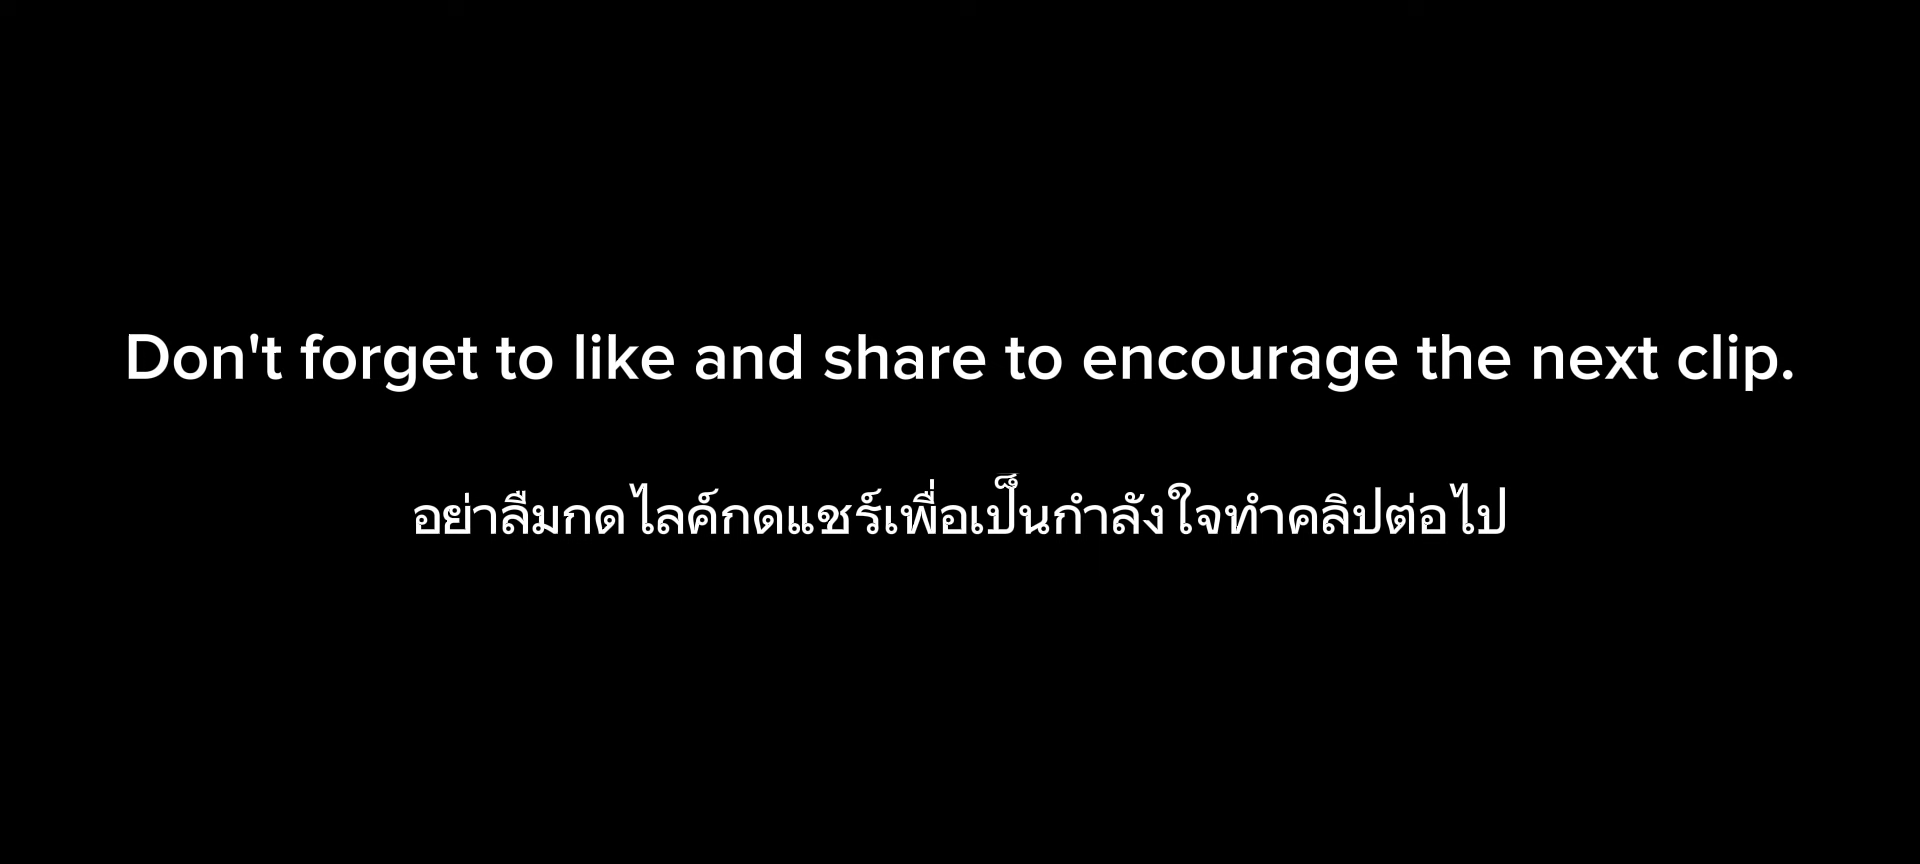 Don't forget to like and share to encourage the next clip.
อย่าลืมกดไลค์กดแชร์เพื่อเป็นกำลังใจทำคลิปต่อไป